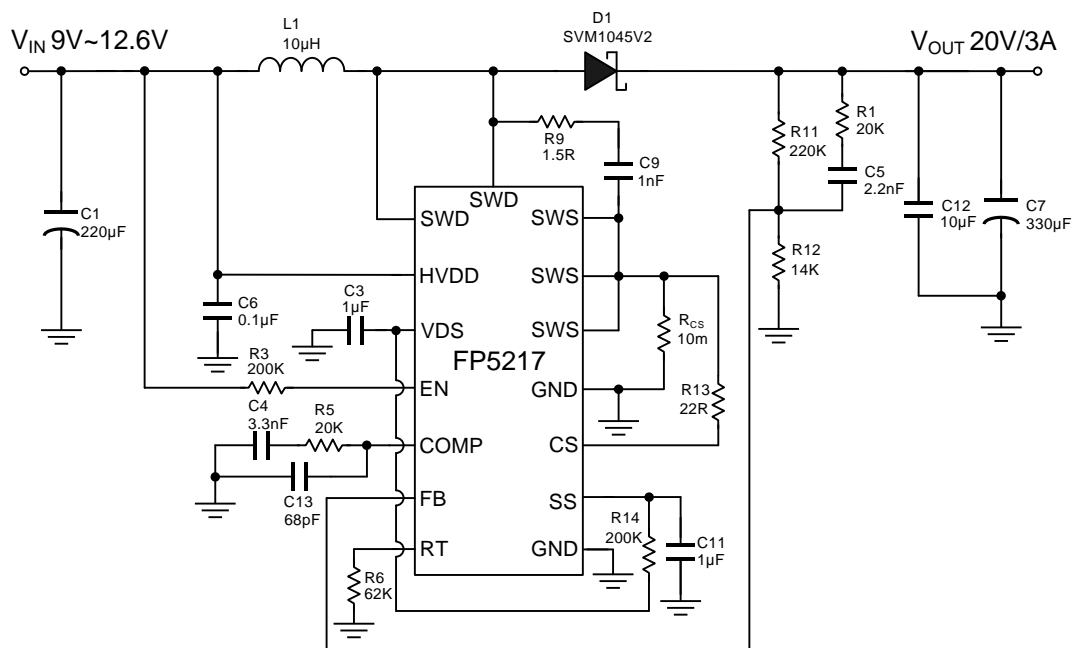 L1
10µH
D1
SVM1045V2
VIN 9V~12.6V
VOUT 20V/3A
R9
1.5R
C9
1nF
R11
220K
R1
20K
C5
2.2nF
C1
220µF
SWD
SWD
SWS
C12
10µF
C7
330µF
R12
14K
HVDD
SWS
C6
0.1µF
C3
1µF
VDS
SWS
RCS
10m
FP5217
R3
200K
EN
GND
R13
22R
C4
3.3nF
R5
20K
COMP
CS
C13
68pF
FB
SS
R14
200K
C11
1µF
RT
GND
R6
62K